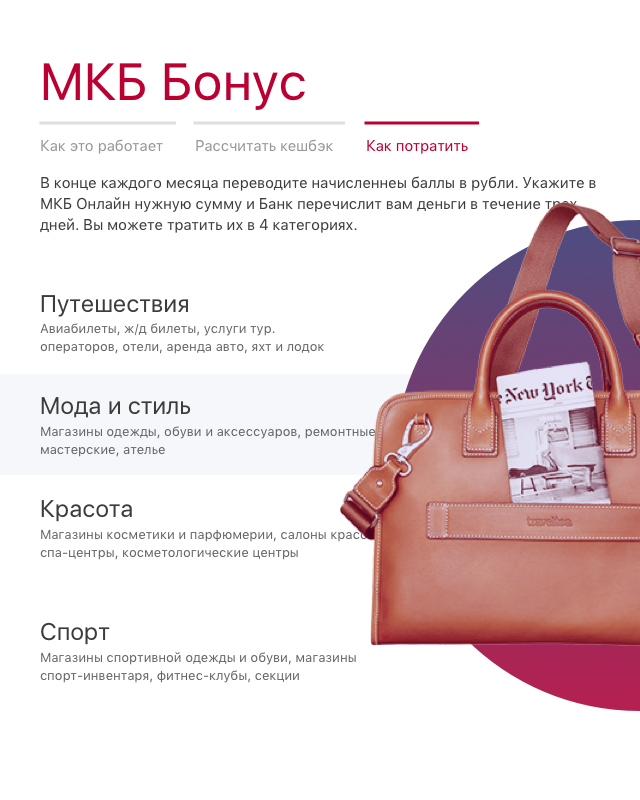 МКБ Бонус
Как это работает
Рассчитать кешбэк
Как потратить
В конце каждого месяца переводите начисленнеы баллы в рубли. Укажите в
МКБ Онлайн нужную сумму и Банк перечислит вам деньги в течение трех
дней. Вы можете тратить их в 4 категориях.
Путешествия
Авиабилеты, ж/д билеты, услуги тур.
операторов, отели, аренда авто, яхт и лодок
Мода и стиль
Магазины одежды, обуви и аксессуаров, ремонтные
мастерские, ателье
Красота
Магазины косметики и парфюмерии, салоны
спа-центры, косметологические центры
Спорт
Магазины спортивной одежды и обуви, магазины
спорт-инвентаря, фитнес-клубы, секции
New York